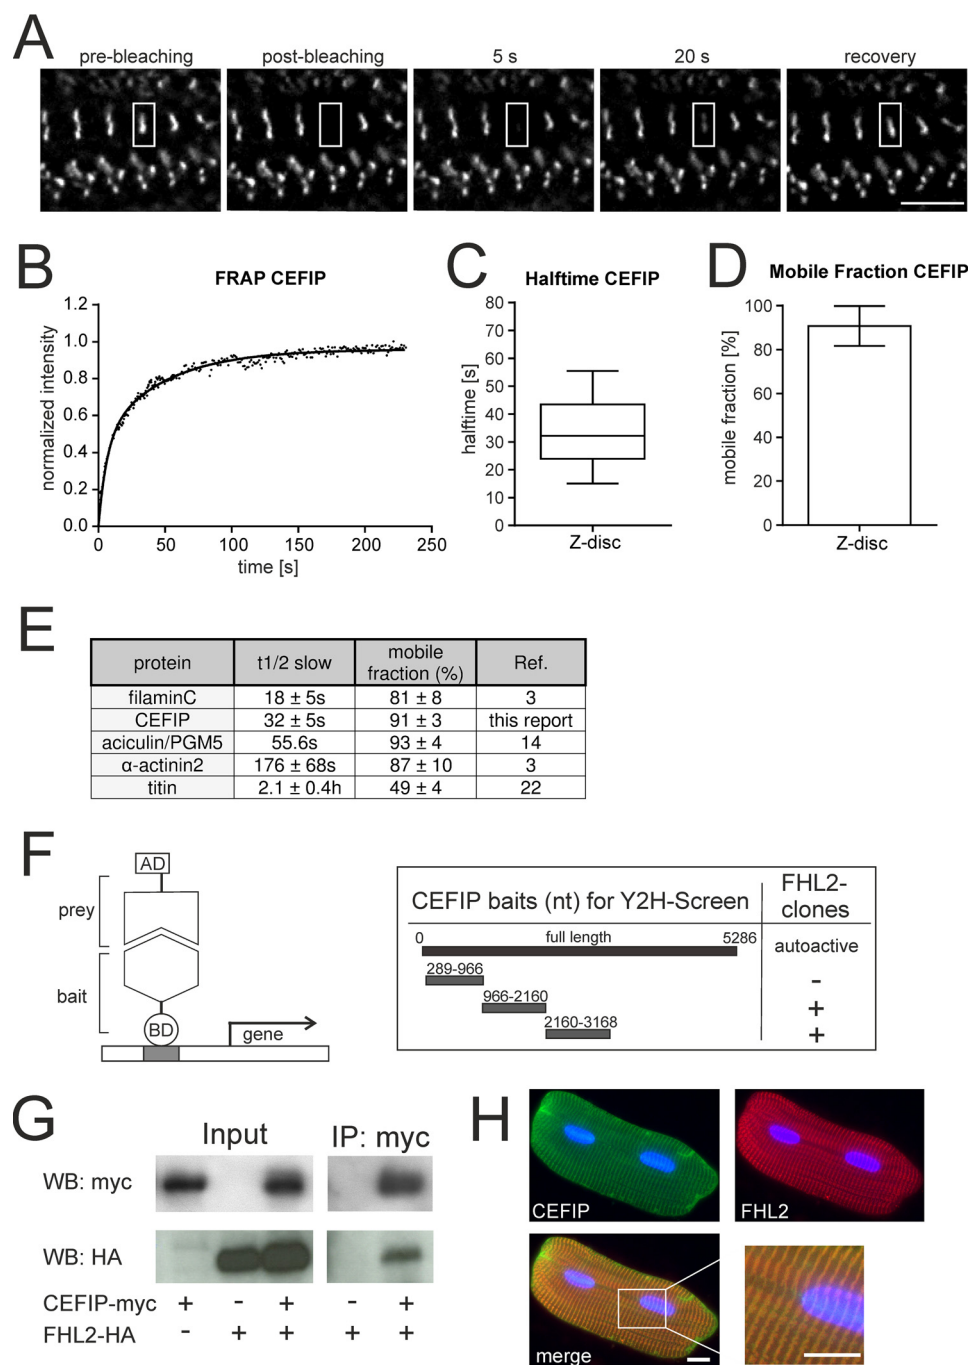 A
pre-bleaching post-bleaching 5 s 20 s recovery
B
FRAP CEFIP
normalized intensity
1.2
1.0
0.8
0.6
0.4
0.2
0.0
0 50 100 150 200 250
time [s]
C
Halftime CEFIP
halftime [s]
80
70
60
50
40
30
20
10
0
Z-disc
D
Mobile Fraction CEFIP
mobile fraction [%]
100
80
60
40
20
0
Z-disc
E
protein t1/2 slow mobile fraction (%) Ref.
filaminC 18 ± 5s 81 ± 8 3
CEFIP 32 ± 5s 91 ± 3 this report
aciculin/PGM5 55.6s 93 ± 4 14
α-actinin2 176 ± 68s 87 ± 10 3
titin 2.1 ± 0.4h 49 ± 4 22
F
AD
prey
bait
BD
gene
CEFIP baits (nt) for Y2H-Screen
FHL2-
clones
0 full length 5286
autoactive
289-966
-
966-2160
+
2160-3168
+
G
Input IP: myc
WB: myc
WB: HA
CEFIP-myc + - + - +
FHL2-HA - + + + +
H
CEFIP
FHL2
merge